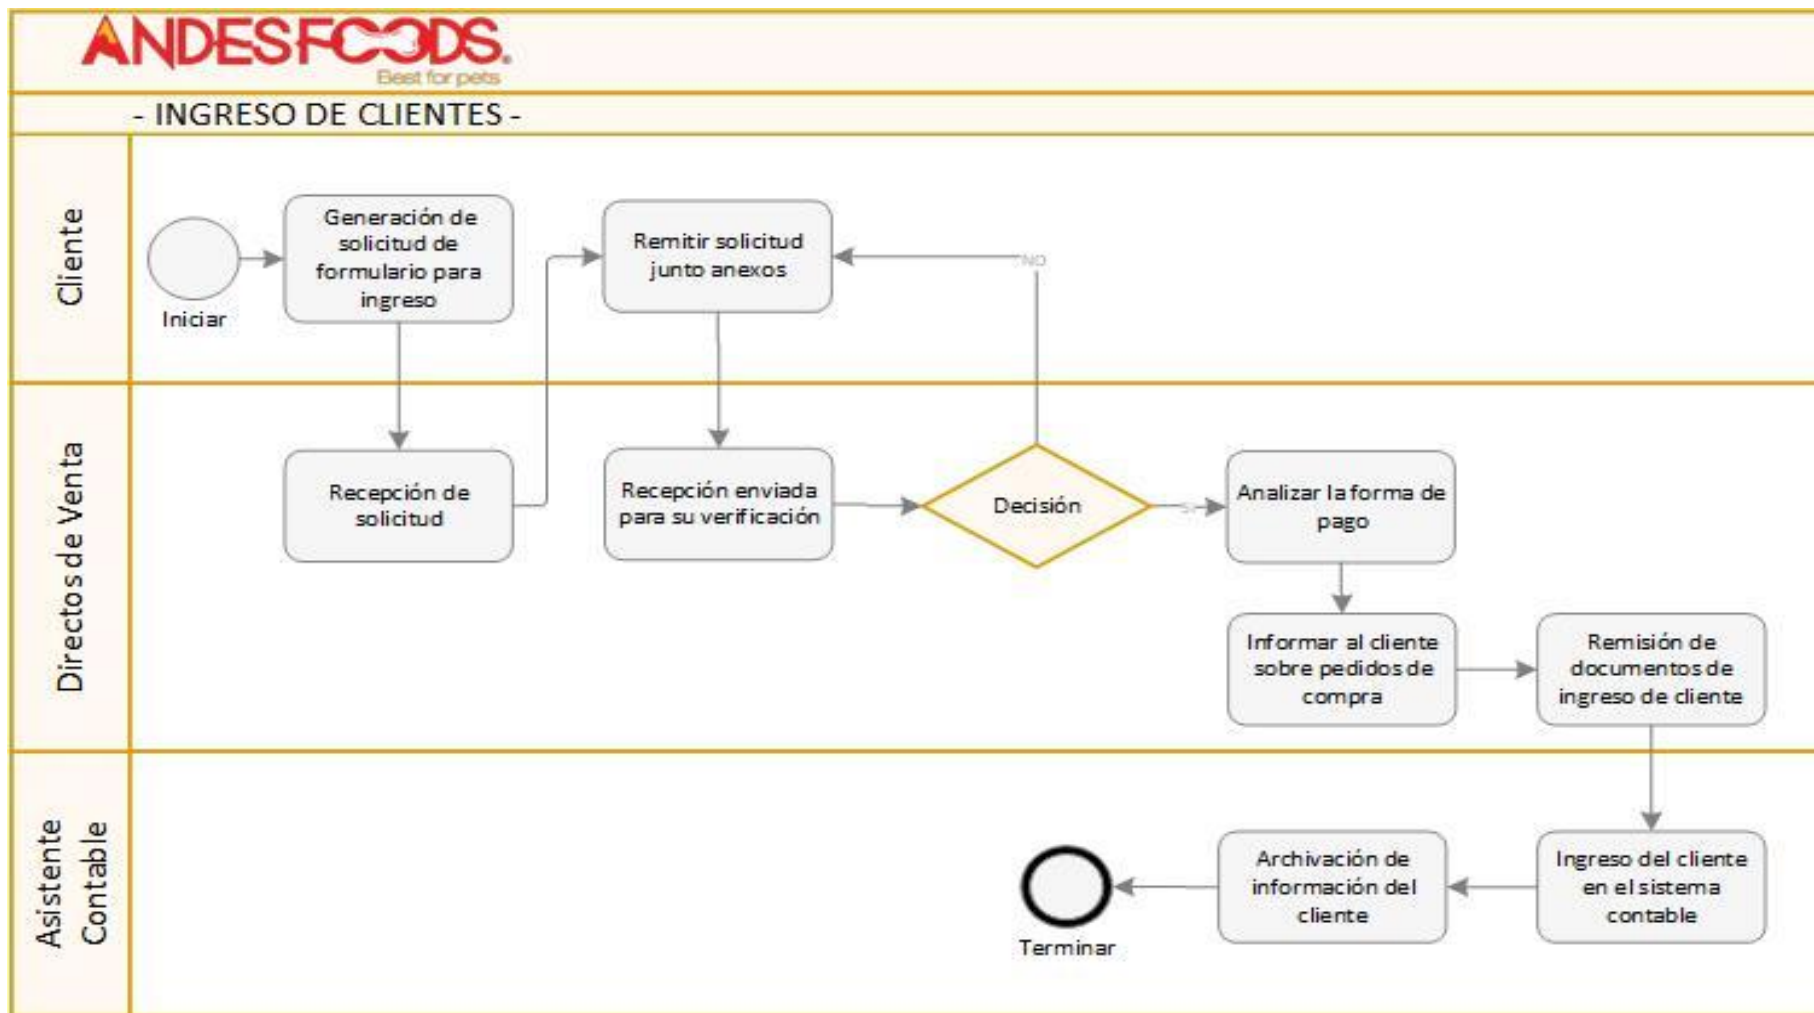 ANDESFOODS®
Best for pets
- INGRESO DE CLIENTES -
Cliente
Iniciar
Generación de
solicitud de
formulario para
ingreso
Remitir solicitud
junto anexos
NO
Directos de Venta
Recepción de
solicitud
Recepción enviada
para su verificación
Decisión
SI
Analizar la forma de
pago
Informar al cliente
sobre pedidos de
compra
Remisión de
documentos de
ingreso de cliente
Asistente
Contable
Terminar
Archivación de
información del
cliente
Ingreso del cliente
en el sistema
contable